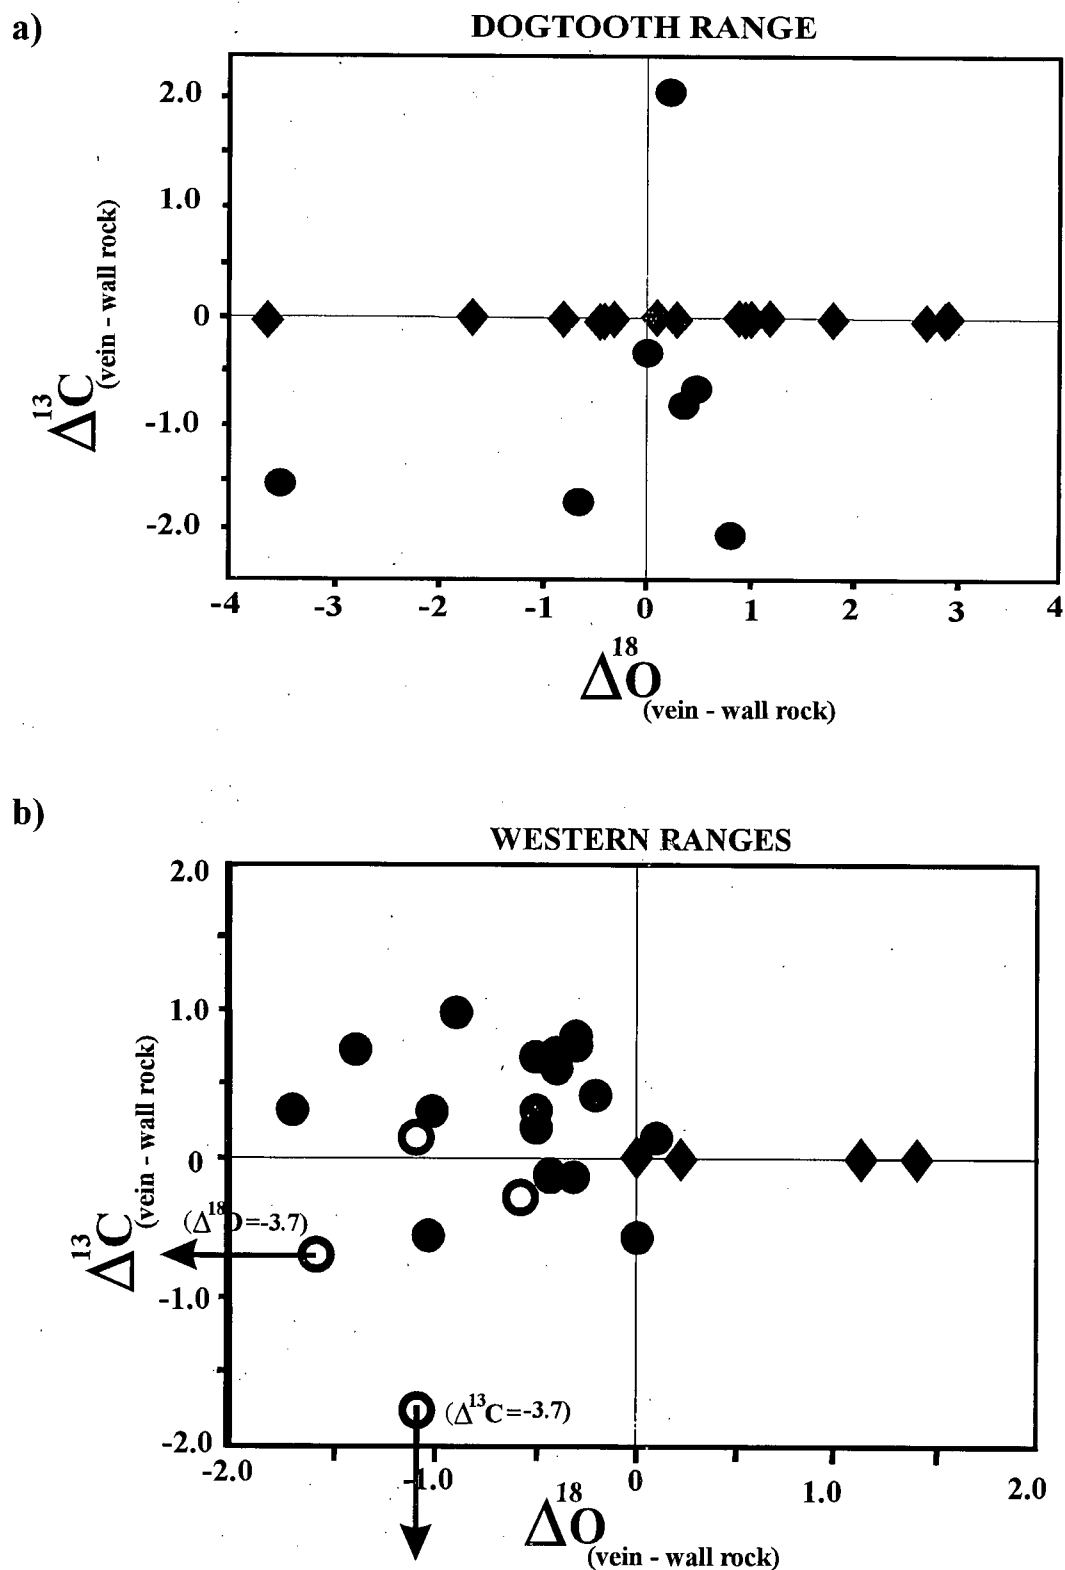 a)
DOGTOOTH RANGE
2.0
1.0
0
-1.0
-2.0
Δ13C(vein - wall rock)
-4 -3 -2 -1 0 1 2 3 4
Δ18O(vein - wall rock)
b)
WESTERN RANGES
2.0
1.0
0
-1.0
-2.0
Δ13C(vein - wall rock)
(Δ18O=-3.7)
(Δ13C=-3.7)
-2.0 -1.0 0 1.0 2.0
Δ18O(vein - wall rock)